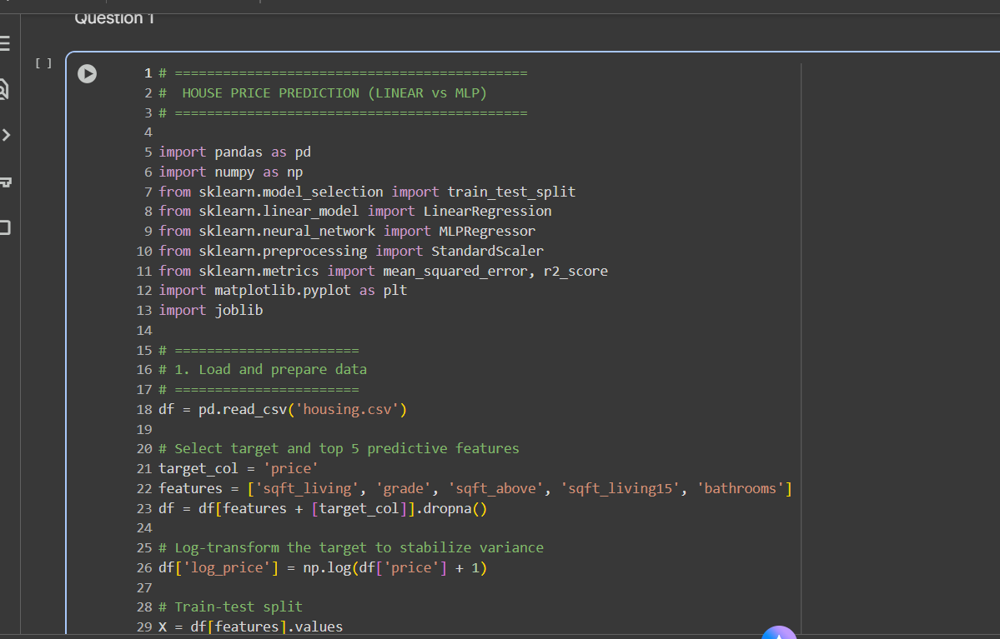 Question 1
[ ]
1 # ============================================
2 #  HOUSE PRICE PREDICTION (LINEAR vs MLP)
3 # ============================================
4
5 import pandas as pd
6 import numpy as np
7 from sklearn.model_selection import train_test_split
8 from sklearn.linear_model import LinearRegression
9 from sklearn.neural_network import MLPRegressor
10 from sklearn.preprocessing import StandardScaler
11 from sklearn.metrics import mean_squared_error, r2_score
12 import matplotlib.pyplot as plt
13 import joblib
14
15 # =======================
16 # 1. Load and prepare data
17 # =======================
18 df = pd.read_csv('housing.csv')
19
20 # Select target and top 5 predictive features
21 target_col = 'price'
22 features = ['sqft_living', 'grade', 'sqft_above', 'sqft_living15', 'bathrooms']
23 df = df[features + [target_col]].dropna()
24
25 # Log-transform the target to stabilize variance
26 df['log_price'] = np.log(df['price'] + 1)
27
28 # Train-test split
29 X = df[features].values